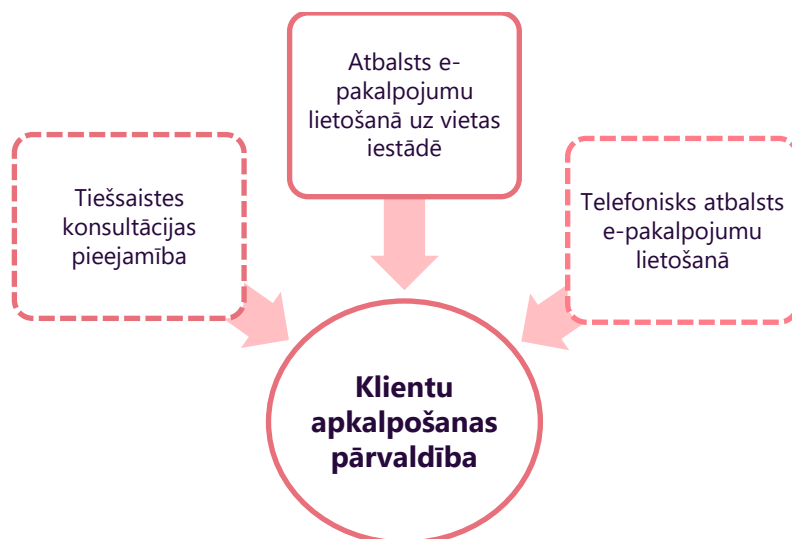 Atbalsts e-
pakalpojumu
lietošanā uz vietas
iestādē
Tiešsaistes
konsultācijas
pieejamība
Telefonisks atbalsts
e-pakalpojumu
lietošanā
Klientu
apkalpošanas
pārvaldība